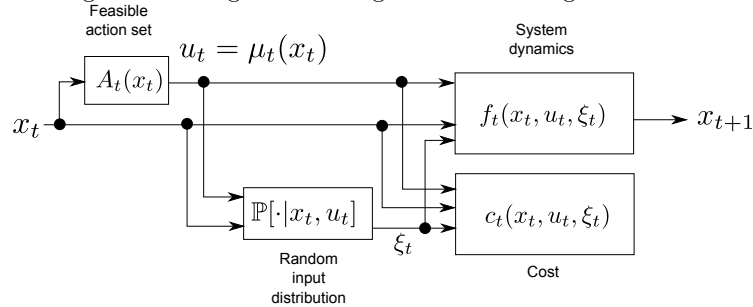 Feasible
action set
u_t = μ_t(x_t)
System
dynamics
A_t(x_t)
f_t(x_t, u_t, ξ_t)
x_t
x_{t+1}
ℙ[·|x_t, u_t]
c_t(x_t, u_t, ξ_t)
ξ_t
Random
input
distribution
Cost